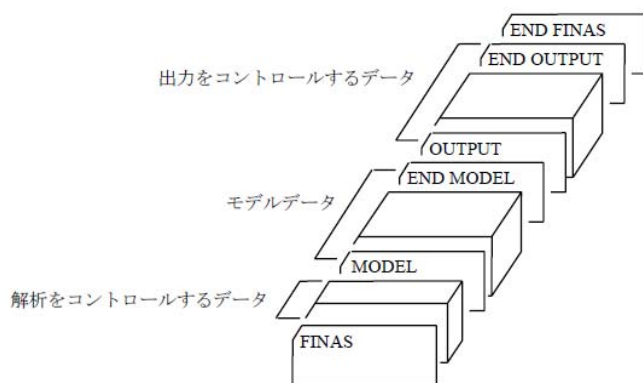 END FINAS
END OUTPUT
出力をコントロールするデータ
OUTPUT
END MODEL
モデルデータ
MODEL
解析をコントロールするデータ
FINAS